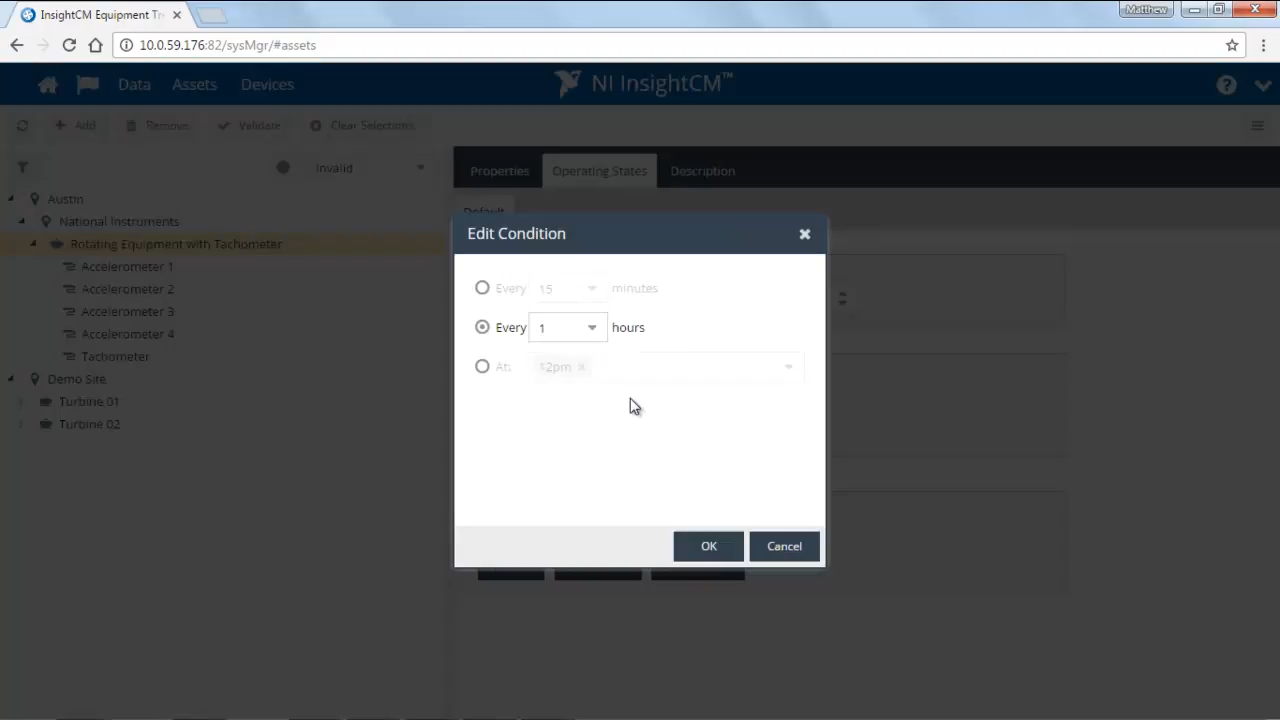 InsightCM Equipment Tr
Matthew
10.0.59.176:82/sysMgr/#assets
Data Assets Devices
NI InsightCM™
Add Remove Validate Clear Selections
Invalid
Properties Operating States Description
Austin
Default
National Instruments
Edit Condition
Rotating Equipment with Tachometer
Accelerometer 1
Every 15 minutes
Accelerometer 2
Accelerometer 3
Every 1 hours
Accelerometer 4
Tachometer
At: 12pm
Demo Site
Turbine 01
Turbine 02
OK Cancel